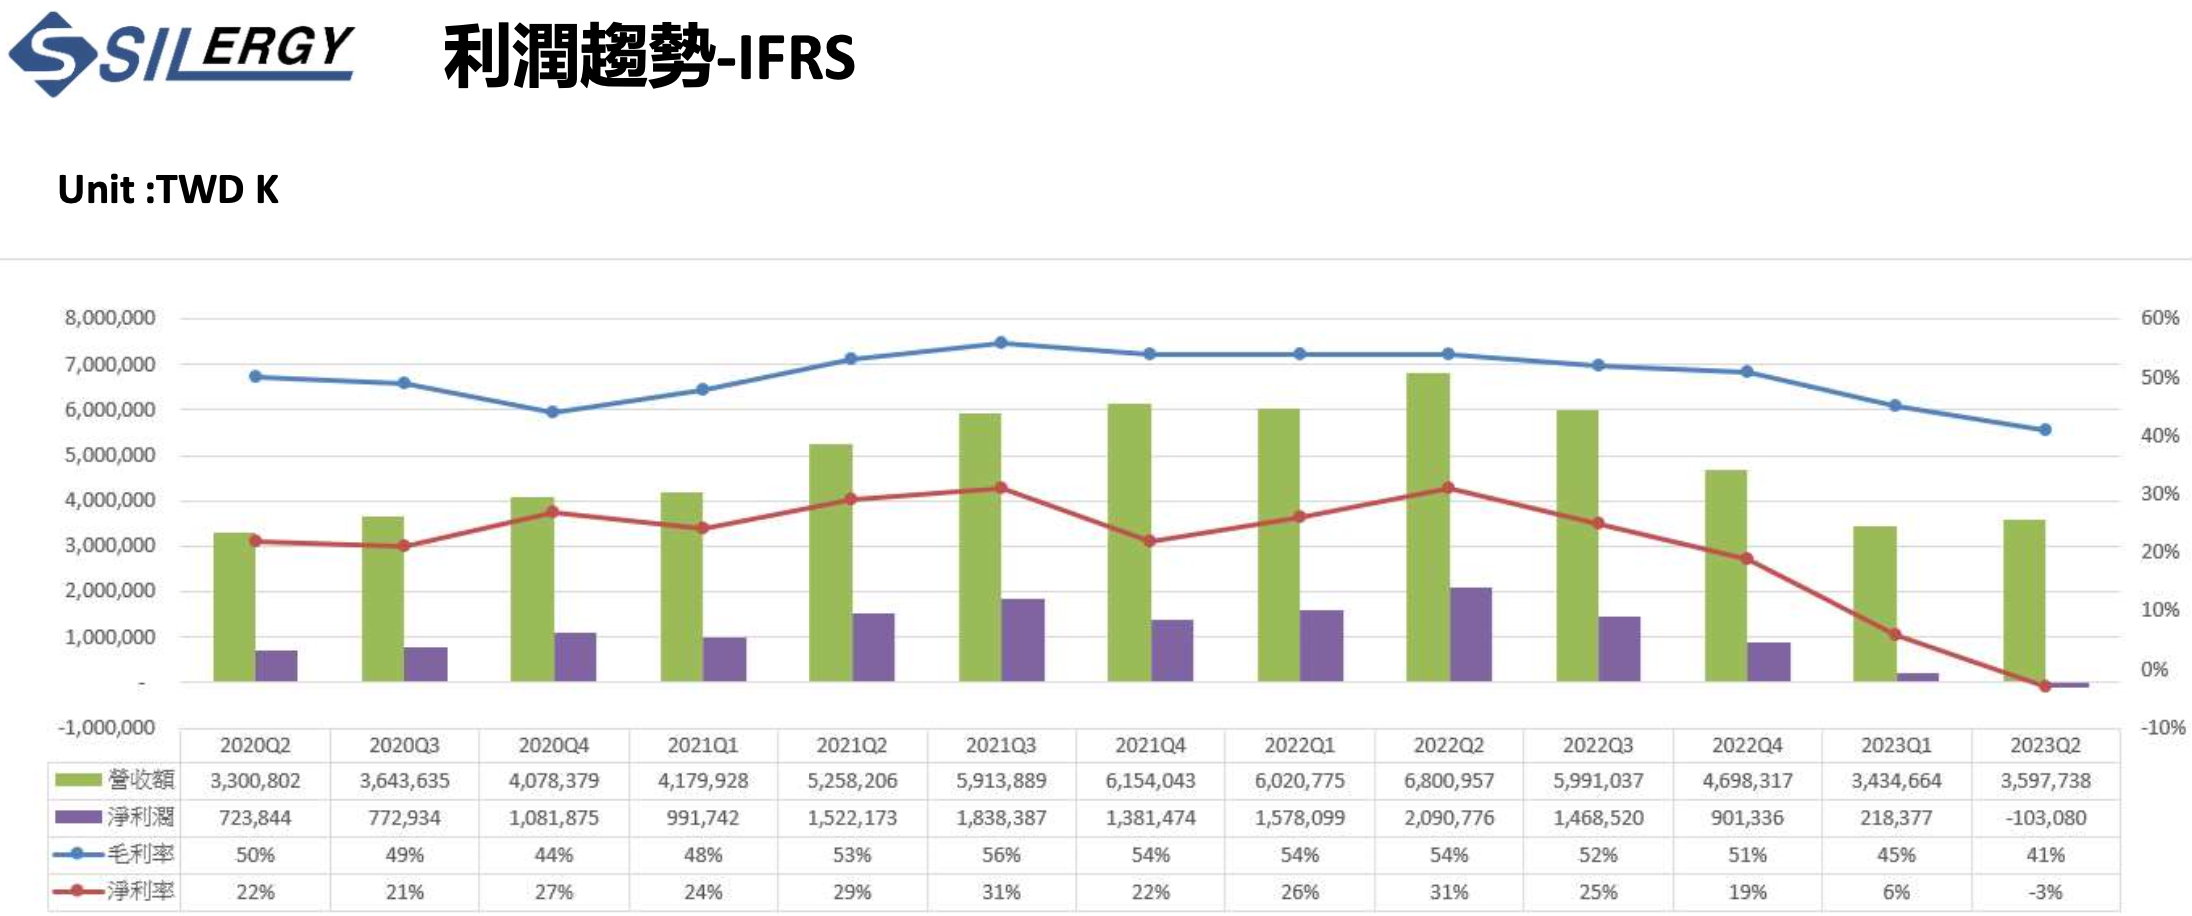 SILERGY
利潤趨勢-IFRS
Unit :TWD K
8,000,000 60%
7,000,000
50%
6,000,000
5,000,000 40%
4,000,000 30%
3,000,000
20%
2,000,000
1,000,000 10%
- 0%
-1,000,000 -10%
2020Q2 2020Q3 2020Q4 2021Q1 2021Q2 2021Q3 2021Q4 2022Q1 2022Q2 2022Q3 2022Q4 2023Q1 2023Q2
營收額 3,300,802 3,643,635 4,078,379 4,179,928 5,258,206 5,913,889 6,154,043 6,020,775 6,800,957 5,991,037 4,698,317 3,434,664 3,597,738
淨利潤 723,844 772,934 1,081,875 991,742 1,522,173 1,838,387 1,381,474 1,578,099 2,090,776 1,468,520 901,336 218,377 -103,080
毛利率 50% 49% 44% 48% 53% 56% 54% 54% 54% 52% 51% 45% 41%
淨利率 22% 21% 27% 24% 29% 31% 22% 26% 31% 25% 19% 6% -3%